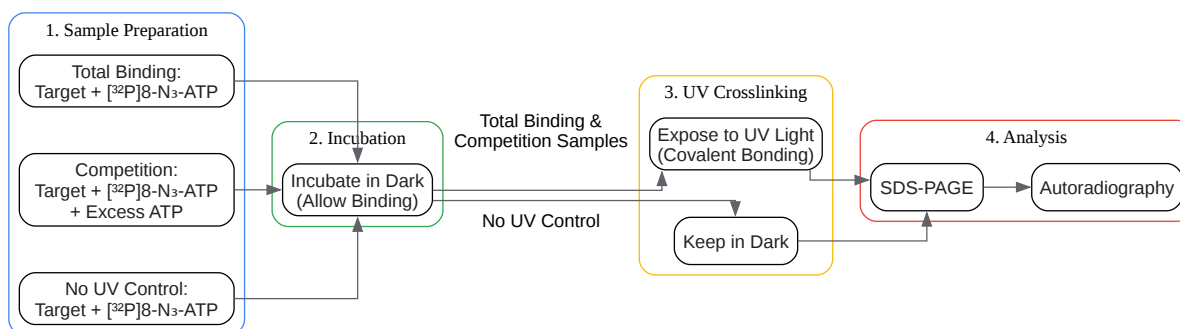 1. Sample Preparation
Total Binding:
Target + [³²P]8-N₃-ATP
Competition:
Target + [³²P]8-N₃-ATP
+ Excess ATP
No UV Control:
Target + [³²P]8-N₃-ATP
2. Incubation
Incubate in Dark
(Allow Binding)
Total Binding &
Competition Samples
No UV Control
3. UV Crosslinking
Expose to UV Light
(Covalent Bonding)
Keep in Dark
4. Analysis
SDS-PAGE
Autoradiography